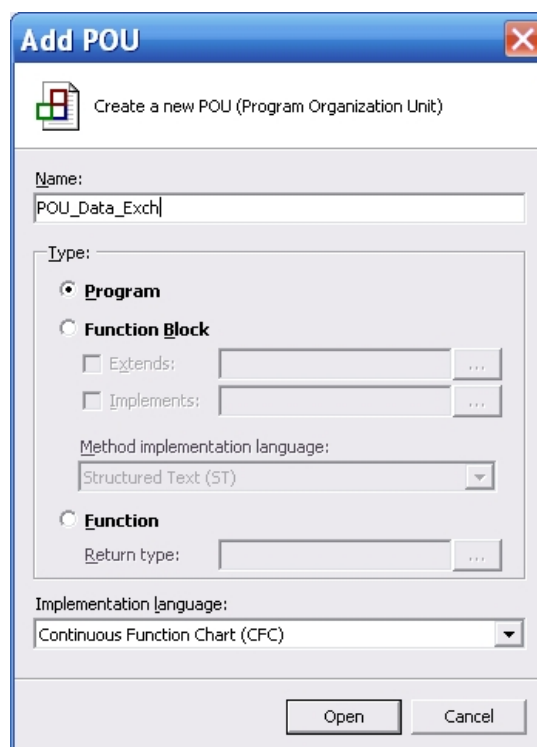 Add POU
Create a new POU (Program Organization Unit)
Name:
POU_Data_Exch
Type:
Program
Function Block
Extends:
...
Implements:
...
Method implementation language:
Structured Text (ST)
Function
Return type:
...
Implementation language:
Continuous Function Chart (CFC)
Open Cancel